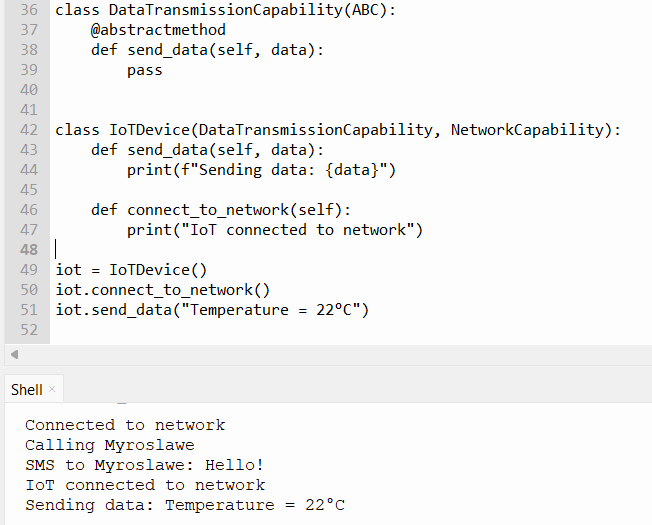 36 class DataTransmissionCapability(ABC):
37     @abstractmethod
38     def send_data(self, data):
39         pass
40
41
42 class IoTDevice(DataTransmissionCapability, NetworkCapability):
43     def send_data(self, data):
44         print(f"Sending data: {data}")
45
46     def connect_to_network(self):
47         print("IoT connected to network")
48
49 iot = IoTDevice()
50 iot.connect_to_network()
51 iot.send_data("Temperature = 22°C")
52
Shell ×
Connected to network
Calling Myroslawe
SMS to Myroslawe: Hello!
IoT connected to network
Sending data: Temperature = 22°C